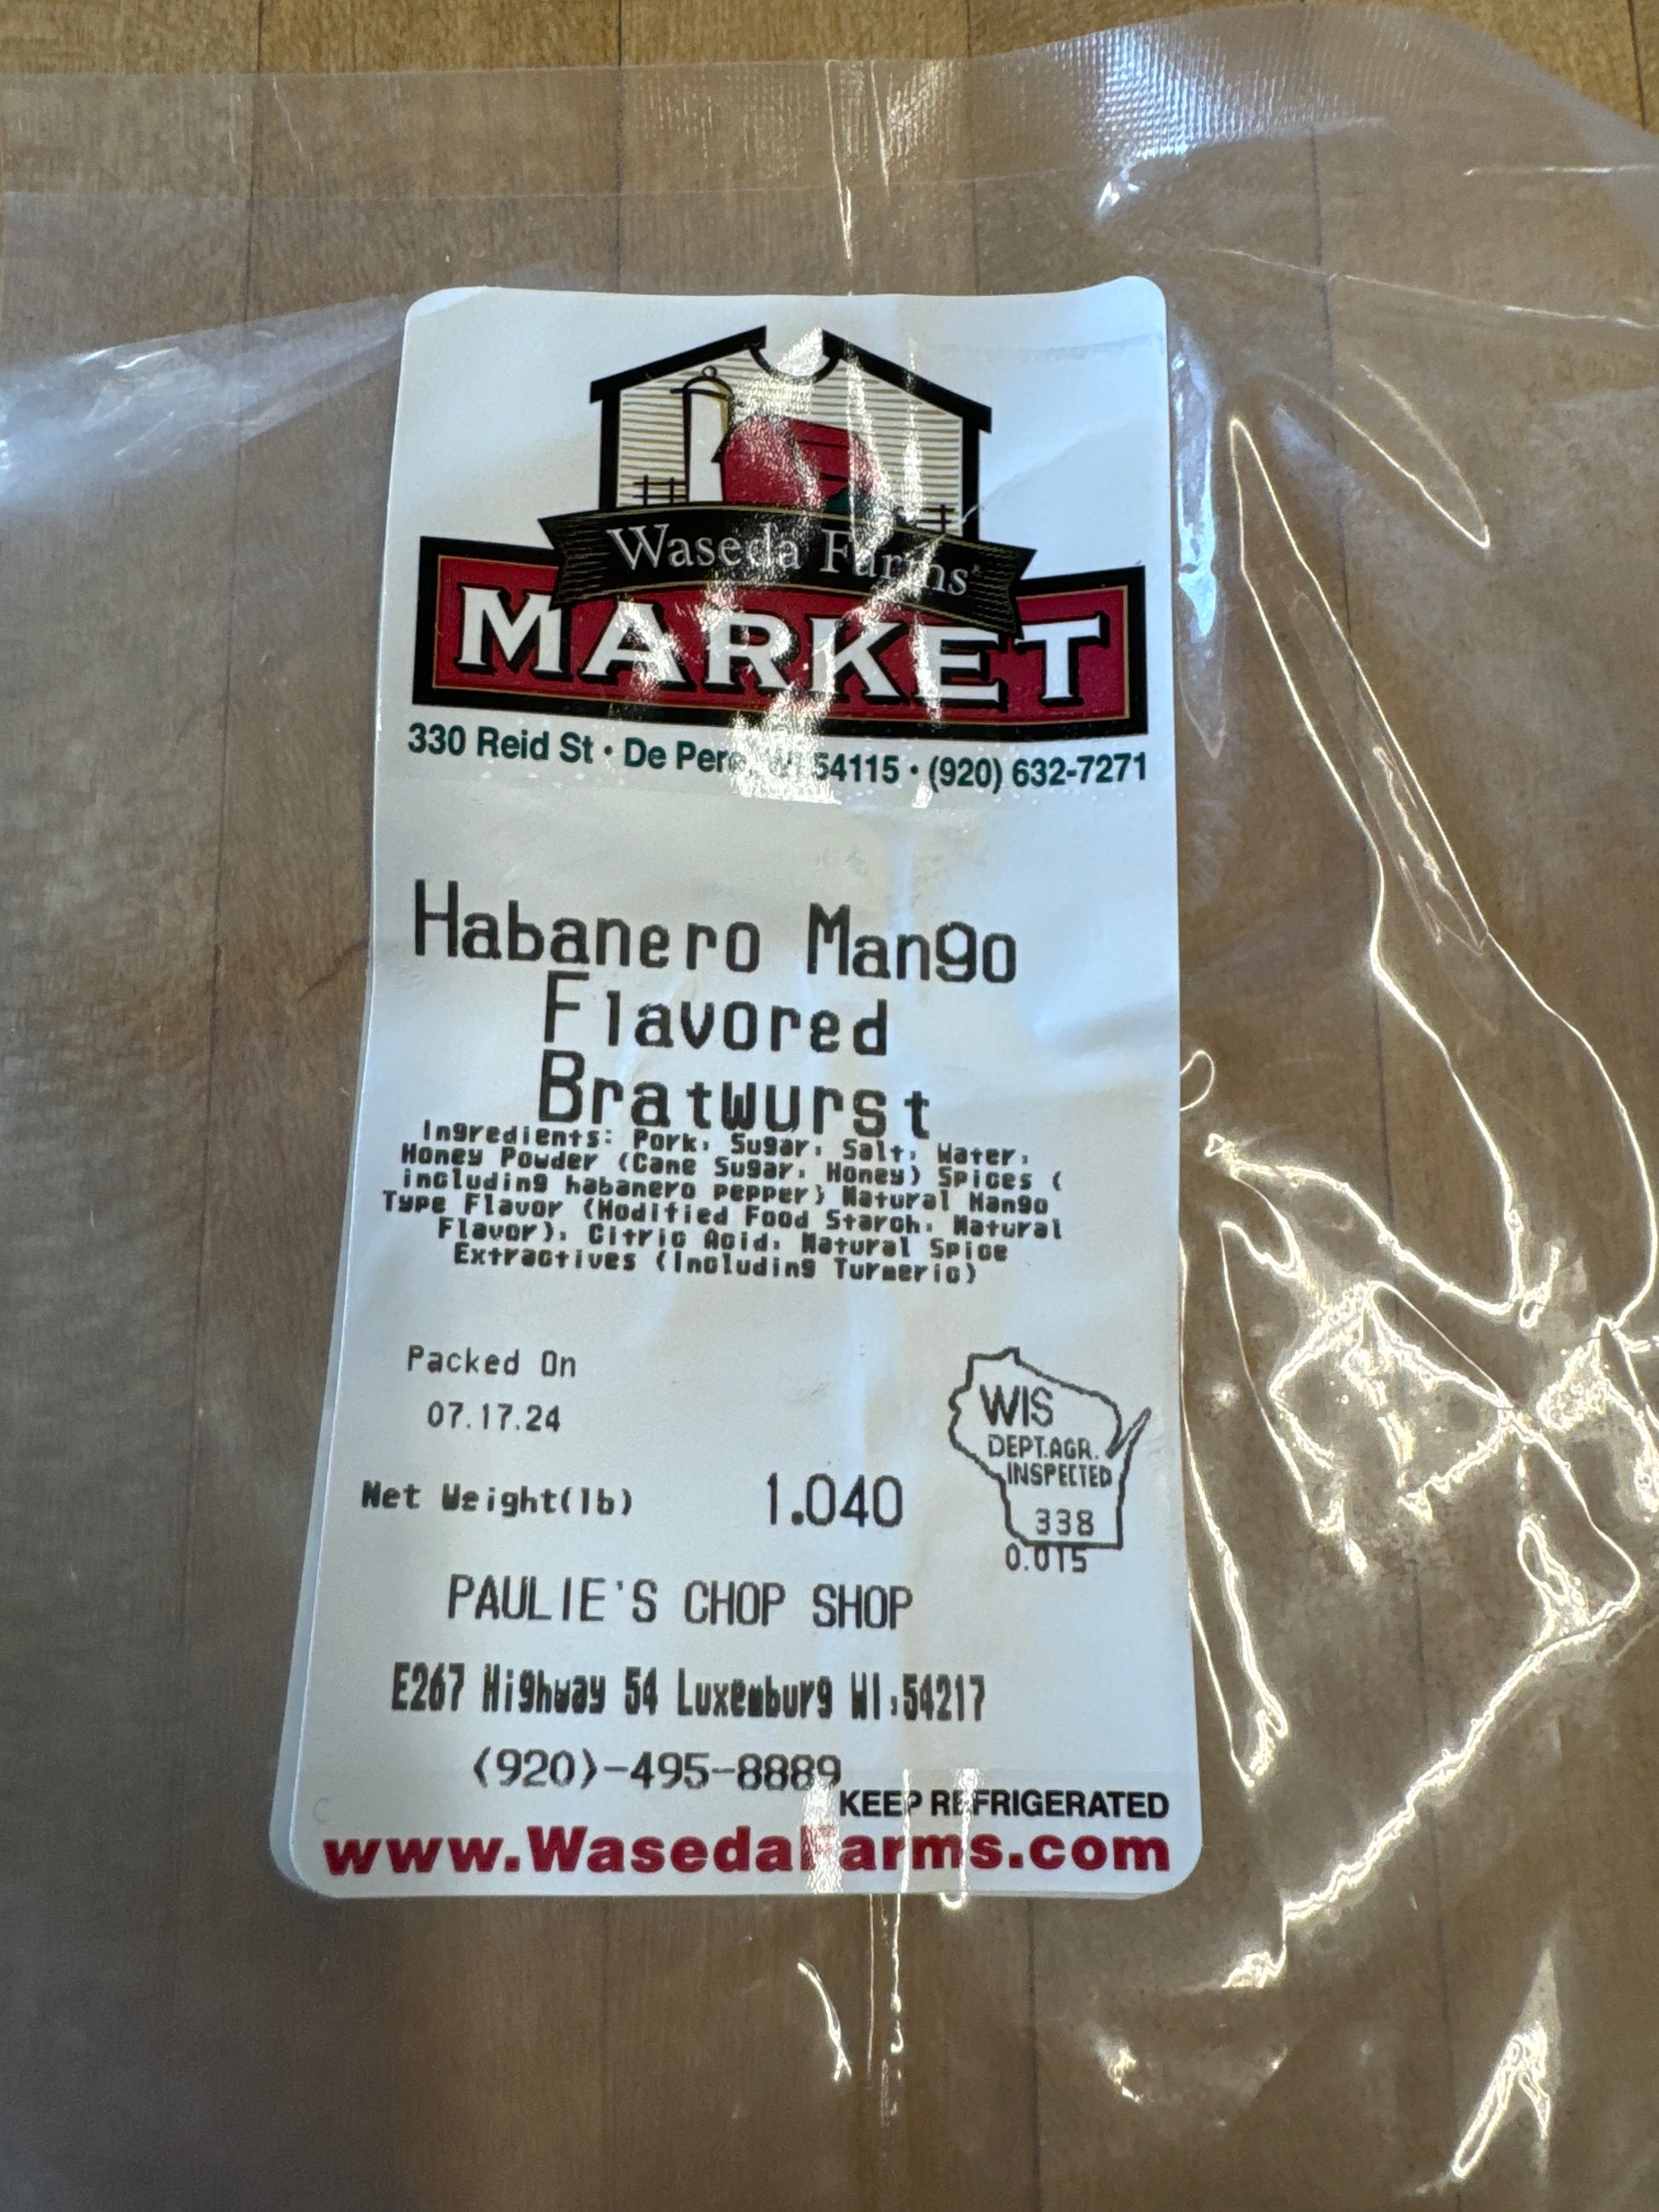 Waseda Farms
MARKET
330 Reid St • De Pere, WI 54115 • (920) 632-7271
Habanero Mango
Flavored
Bratwurst
Ingredients: Pork, Sugar, Salt, Water,
Honey Powder (Cane Sugar, Honey) Spices (
including habanero pepper) Natural Mango
Type Flavor (Modified Food Starch, Natural
Flavor), Citric Acid, Natural Spice
Extractives (Including Turmeric)
Packed On
07.17.24
WIS
DEPT.AGR.
INSPECTED
338
Net Weight(lb) 1.040
0.015
PAULIE'S CHOP SHOP
E267 Highway 54 Luxemburg WI,54217
(920)-495-8889
KEEP REFRIGERATED
www.WasedaFarms.com